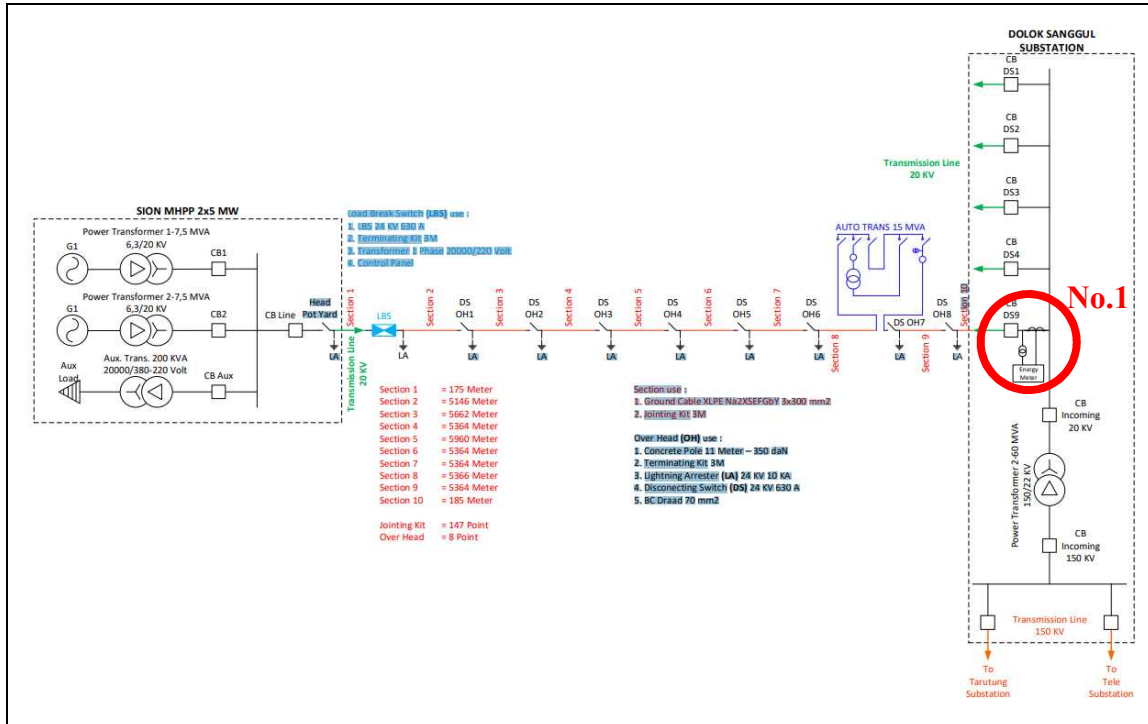 DOLOK SANGGUL
SUBSTATION
CB
DS1
CB
DS2
Transmission Line
20 KV
CB
DS3
CB
DS4
No.1
CB
DS9
Energy
Meter
CB
Incoming
20 KV
Power Transformer 2-60 MVA
150/22 KV
CB
Incoming
150 KV
Transmission Line
150 KV
To
Tarutung
Substation
To
Tele
Substation
SION MHPP 2x5 MW
Power Transformer 1-7,5 MVA
6,3/20 KV
G1
CB1
Power Transformer 2-7,5 MVA
6,3/20 KV
G1
CB2
CB Line
Aux. Trans. 200 KVA
20000/380-220 Volt
Aux
Load
CB Aux
Head
Pot Yard
LA
Transmission Line
20 KV
Load Break Switch (LBS) use :
1. LBS 24 KV 630 A
2. Terminating Kit 3M
3. Transformer 1 Phase 20000/220 Volt
4. Control Panel
AUTO TRANS 15 MVA
Section 1
LBS
LA
Section 2
DS
OH1
LA
Section 3
DS
OH2
LA
Section 4
DS
OH3
LA
Section 5
DS
OH4
LA
Section 6
DS
OH5
LA
Section 7
DS
OH6
LA
Section 8
DS OH7
LA
Section 9
DS
OH8
LA
Section 10
Section 1 = 175 Meter
Section 2 = 5146 Meter
Section 3 = 5662 Meter
Section 4 = 5364 Meter
Section 5 = 5960 Meter
Section 6 = 5364 Meter
Section 7 = 5364 Meter
Section 8 = 5366 Meter
Section 9 = 5364 Meter
Section 10 = 185 Meter
Jointing Kit = 147 Point
Over Head = 8 Point
Section use :
1. Ground Cable XLPE Na2XSEFGbY 3x300 mm2
2. Jointing Kit 3M
Over Head (OH) use :
1. Concrete Pole 11 Meter – 350 daN
2. Terminating Kit 3M
3. Lightning Arrester (LA) 24 KV 10 KA
4. Disconecting Switch (DS) 24 KV 630 A
5. BC Draad 70 mm2